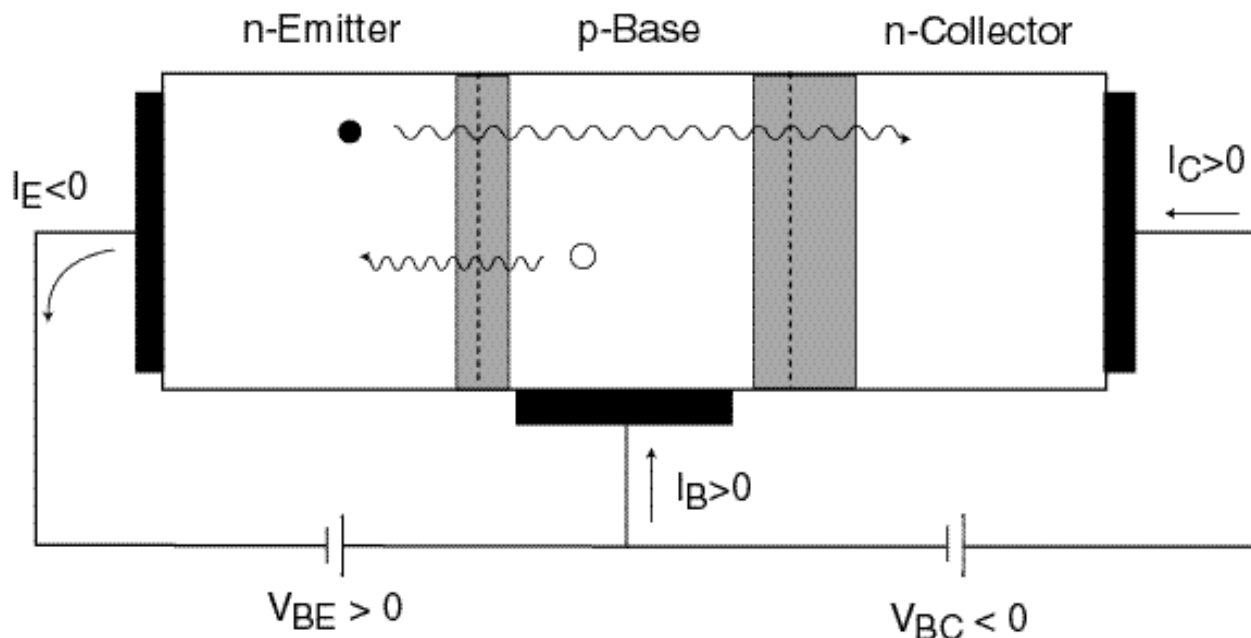 n-Emitter p-Base n-Collector
I_E<0
I_C>0
I_B>0
V_BE > 0
V_BC < 0